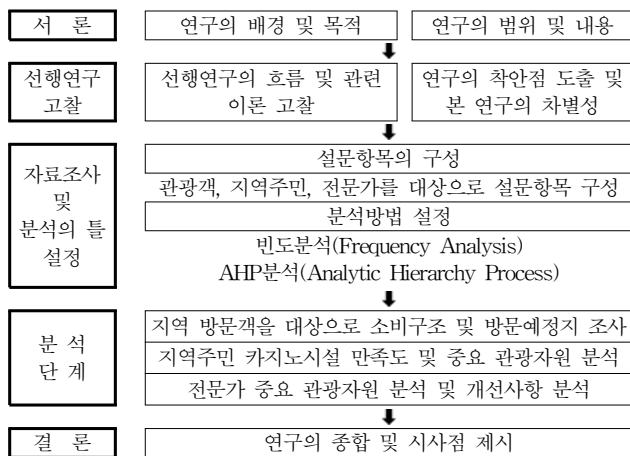 서 론
연구의 배경 및 목적
연구의 범위 및 내용
선행연구
고찰
선행연구의 흐름 및 관련
이론 고찰
연구의 착안점 도출 및
본 연구의 차별성
자료조사
및
분석의 틀
설정
설문항목의 구성
관광객, 지역주민, 전문가를 대상으로 설문항목 구성
분석방법 설정
빈도분석(Frequency Analysis)
AHP분석(Analytic Hierarchy Process)
분 석
단 계
지역 방문객을 대상으로 소비구조 및 방문예정지 조사
지역주민 카지노시설 만족도 및 중요 관광자원 분석
전문가 중요 관광자원 분석 및 개선사항 분석
결 론
연구의 종합 및 시사점 제시